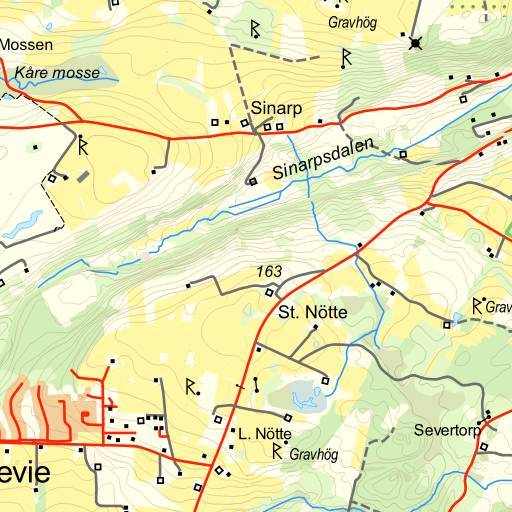 Gravhög
Mossen
Kåre mosse
Sinarp
Sinarpsdalen
163
St. Nötte
Grav
L. Nötte
Severtorp
Gravhög
evie